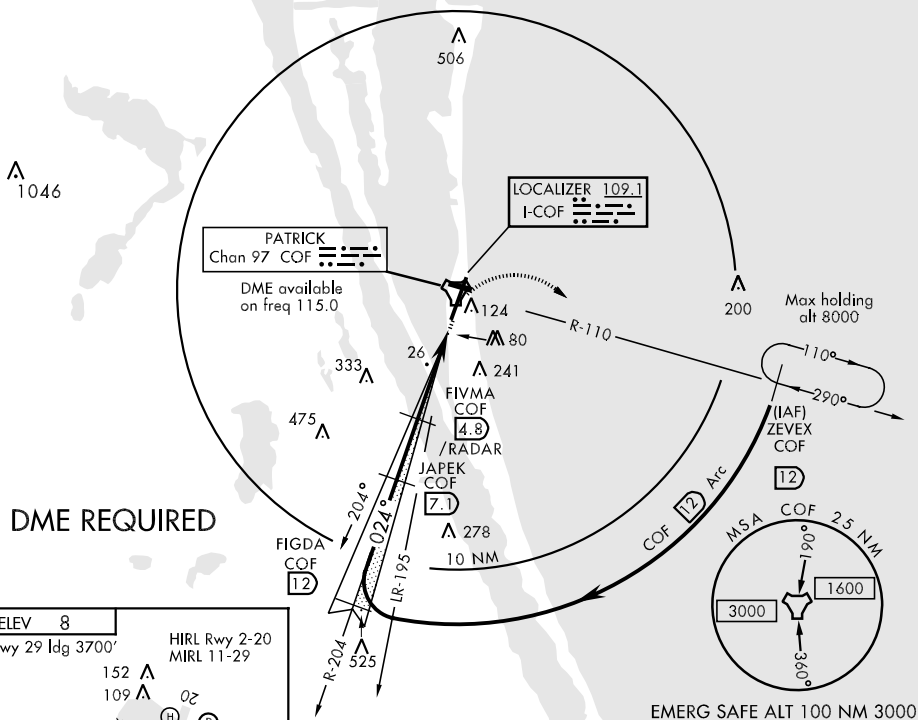 506
1046
LOCALIZER 109.1
I-COF
PATRICK
Chan 97 COF
DME available
on freq 115.0
124
200
Max holding
alt 8000
R-110
110°
290°
80
26
333
241
FIVMA
COF
4.8
/RADAR
475
(IAF)
ZEVEX
COF
12
JAPEK
COF
7.1
COF 12 Arc
204°
024°
DME REQUIRED
278
FIGDA
COF
12
10 NM
LR-195
R-204
525
MSA COF 25 NM
190°
1600
3000
360°
EMERG SAFE ALT 100 NM 3000
ELEV 8
wy 29 ldg 3700'
HIRL Rwy 2-20
MIRL 11-29
152
109
20
H